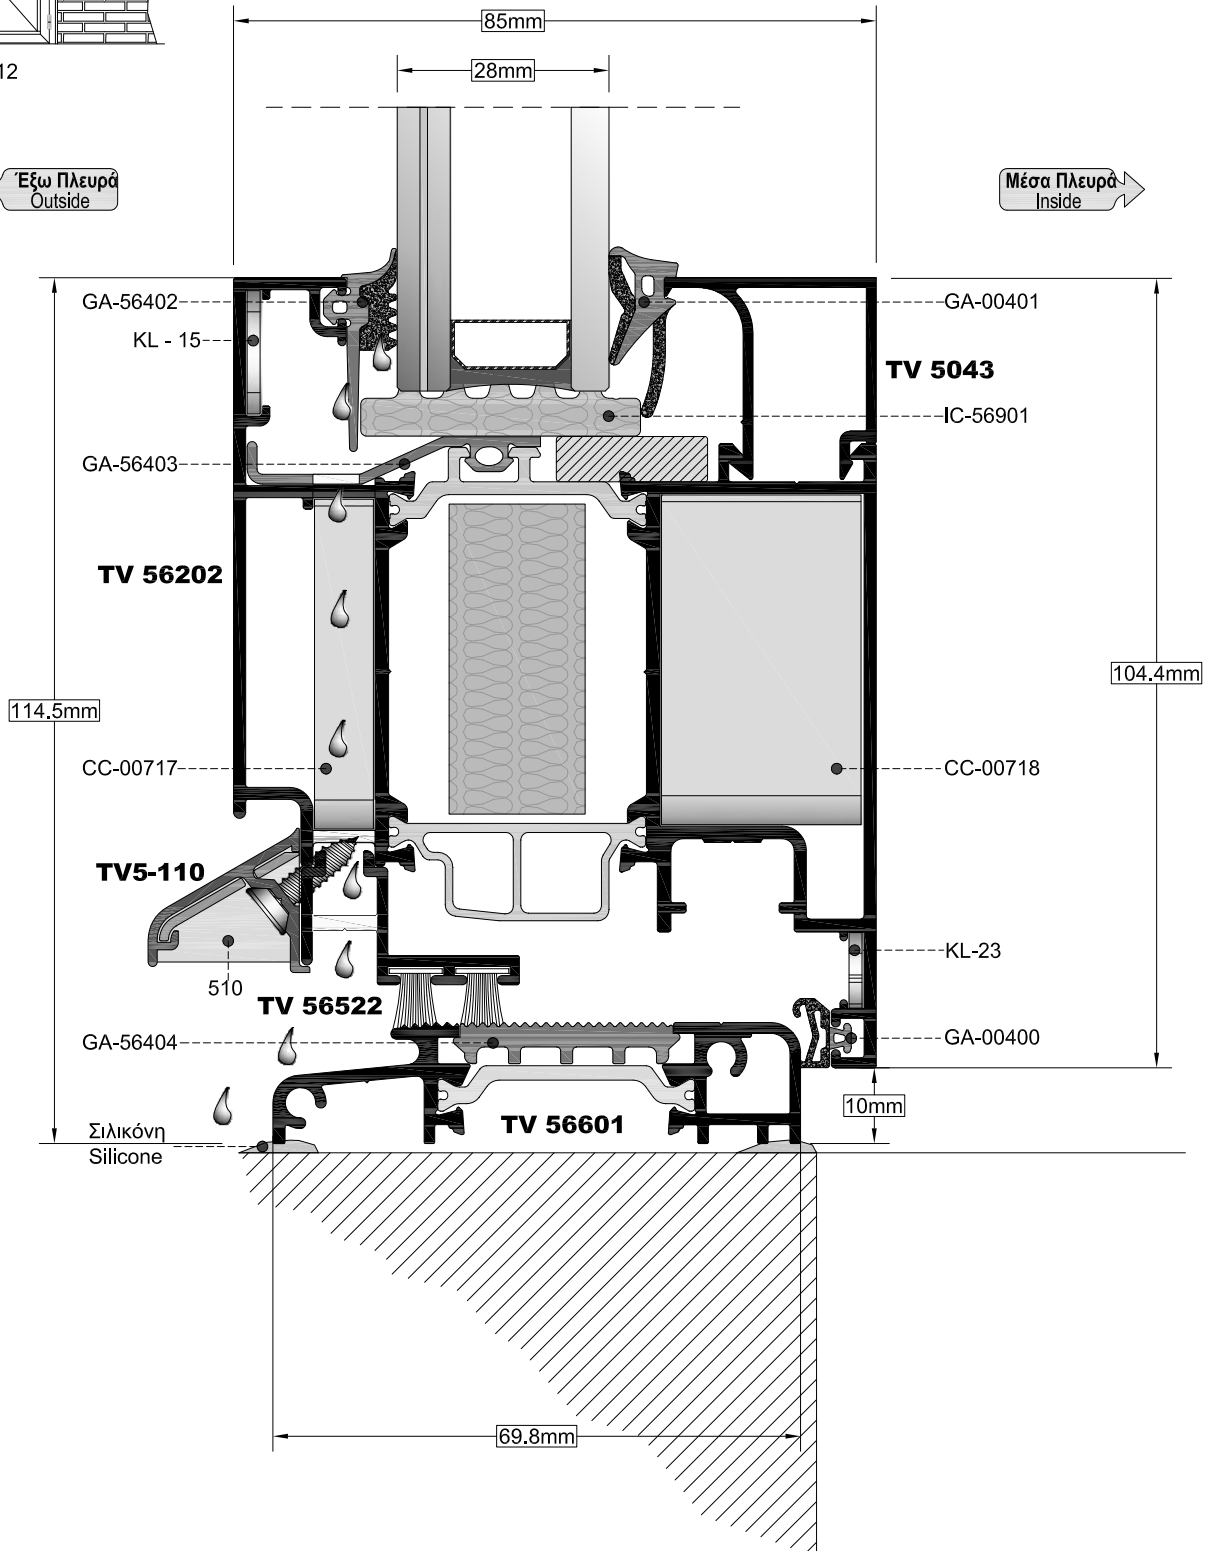 85mm
28mm
12
Έξω Πλευρά
Outside
Μέσα Πλευρά
Inside
GA-56402
GA-00401
KL - 15
TV 5043
IC-56901
GA-56403
TV 56202
104.4mm
114.5mm
CC-00717
CC-00718
TV5-110
KL-23
510
TV 56522
GA-56404
GA-00400
10mm
TV 56601
Σιλικόνη
Silicone
69.8mm